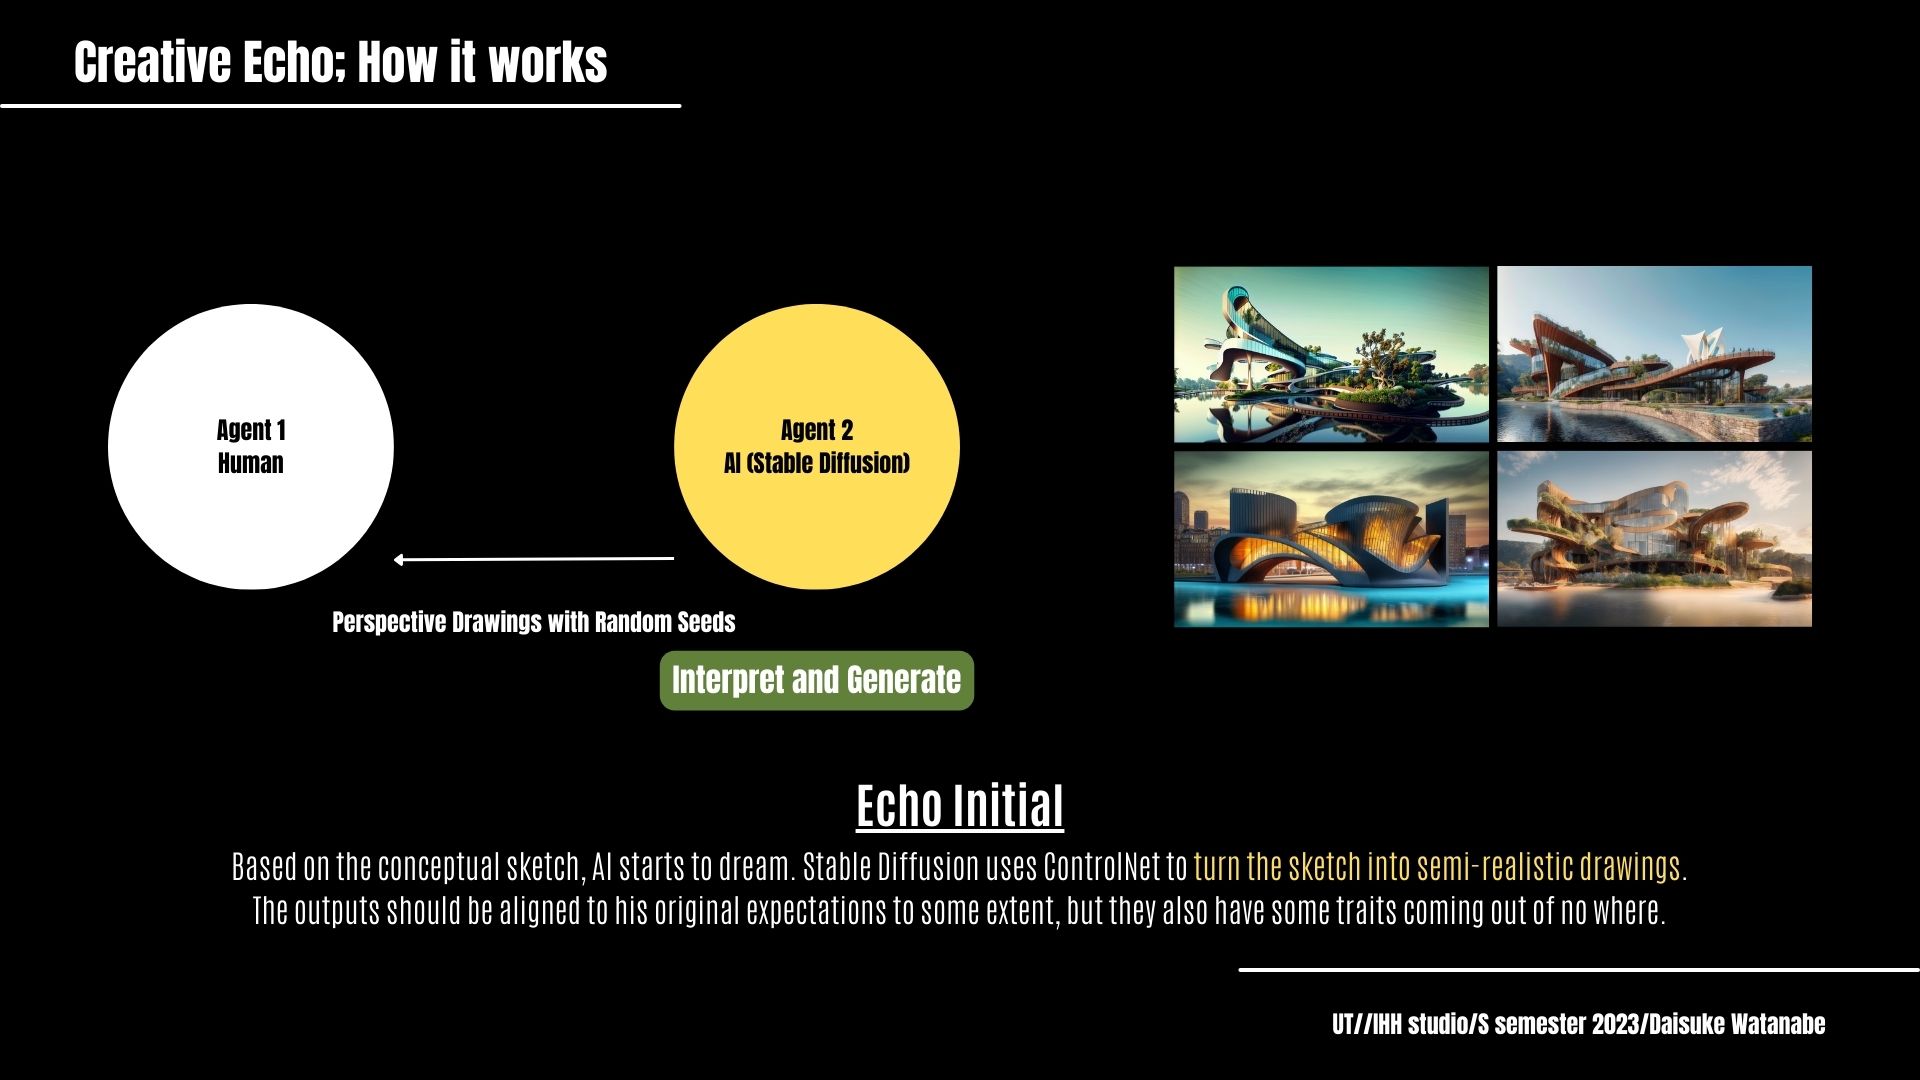 Creative Echo; How it works
Agent 1
Human
Agent 2
AI (Stable Diffusion)
Perspective Drawings with Random Seeds
Interpret and Generate
Echo Initial
Based on the conceptual sketch, AI starts to dream. Stable Diffusion uses ControlNet to turn the sketch into semi-realistic drawings.
The outputs should be aligned to his original expectations to some extent, but they also have some traits coming out of no where.
UT//IHH studio/S semester 2023/Daisuke Watanabe